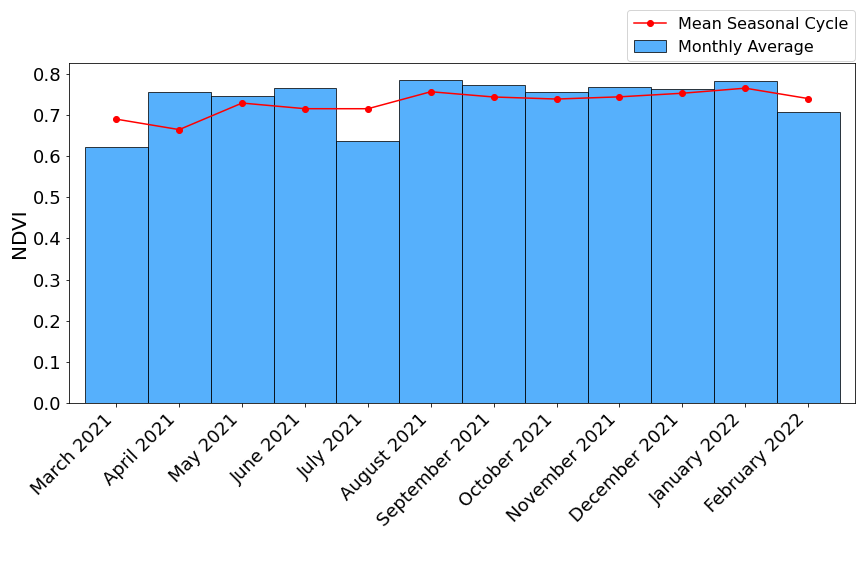 Mean Seasonal Cycle
Monthly Average
0.8
0.7
0.6
0.5
0.4
0.3
0.2
0.1
0.0
NDVI
March 2021
April 2021
May 2021
June 2021
July 2021
August 2021
September 2021
October 2021
November 2021
December 2021
January 2022
February 2022